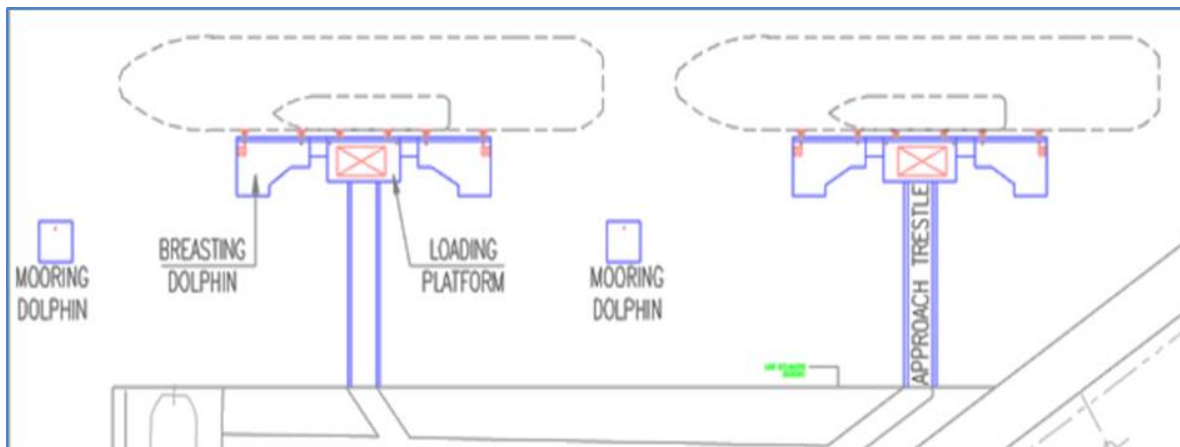 BREASTING
DOLPHIN
LOADING
PLATFORM
MOORING
DOLPHIN
MOORING
DOLPHIN
APPROACH TRESTLE